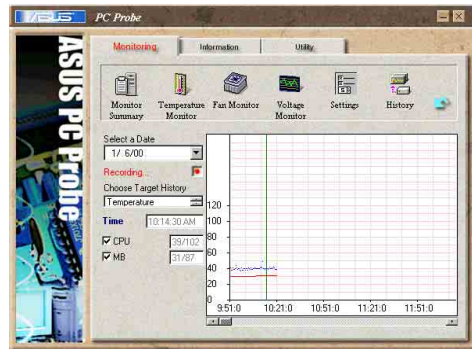 ASUS PC Probe
Monitoring Information Utility
ASUS PC Probe
Monitor Summary
Temperature Monitor
Fan Monitor
Voltage Monitor
Settings
History
Select a Date
1/ 6/00
Recording...
Choose Target History
Temperature
Time 10:14:30 AM
CPU 39/102
MB 31/87
120
100
80
60
40
20
0
9:51:0 10:21:0 10:51:0 11:21:0 11:51:0